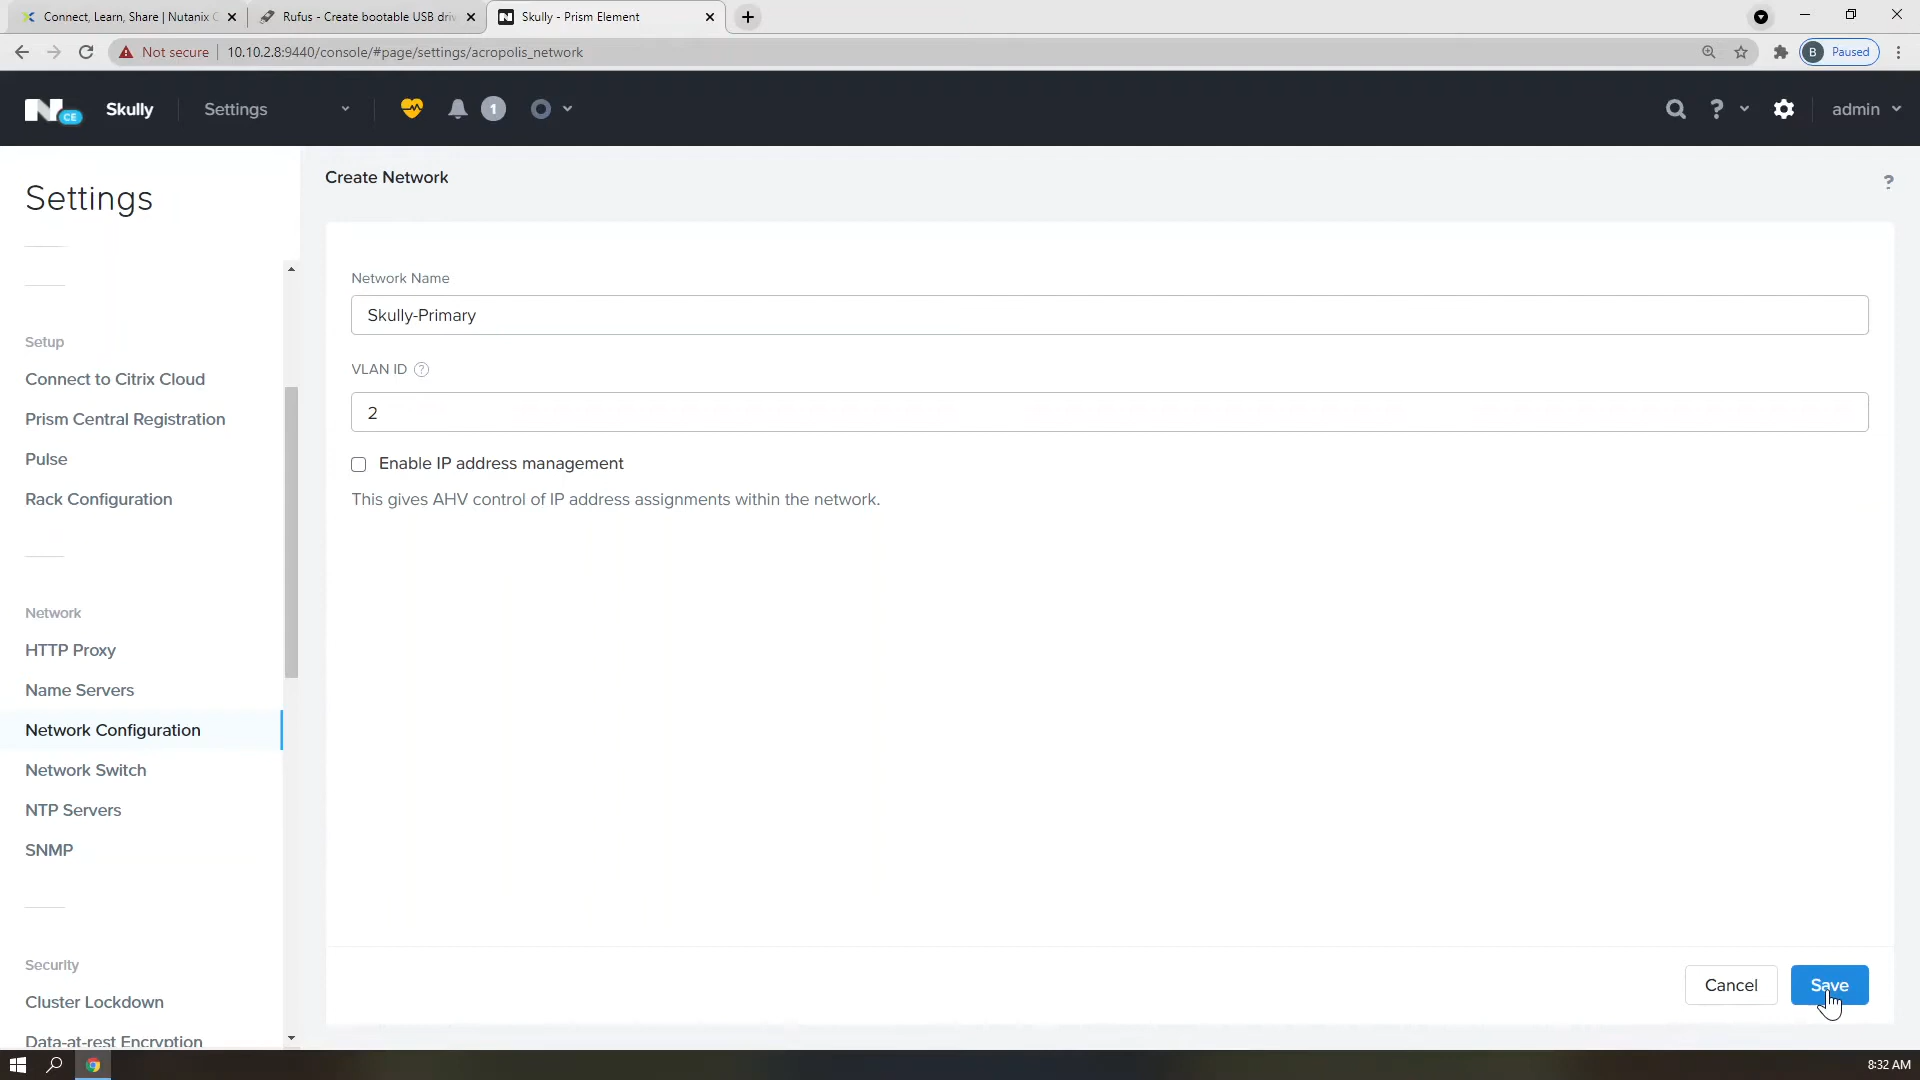 Connect, Learn, Share | Nutanix C
Rufus - Create bootable USB driv
Skully - Prism Element
Not secure
10.10.2.8:9440/console/#page/settings/acropolis_network
B
Paused
CE
Skully
Settings
1
?
admin
Settings
Create Network
?
Setup
Connect to Citrix Cloud
Prism Central Registration
Pulse
Rack Configuration
Network
HTTP Proxy
Name Servers
Network Configuration
Network Switch
NTP Servers
SNMP
Security
Cluster Lockdown
Data-at-rest Encryption
Network Name
Skully-Primary
VLAN ID ?
2
Enable IP address management
This gives AHV control of IP address assignments within the network.
Cancel
Save
8:32 AM